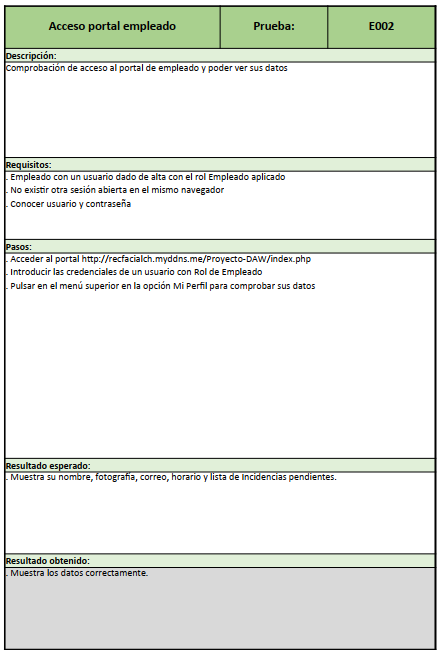 Acceso portal empleado Prueba: E002
Descripción:
Comprobación de acceso al portal de empleado y poder ver sus datos
Requisitos:
. Empleado con un usuario dado de alta con el rol Empleado aplicado
. No existir otra sesión abierta en el mismo navegador
. Conocer usuario y contraseña
Pasos:
. Acceder al portal http://recfacialch.myddns.me/Proyecto-DAW/index.php
. Introducir las credenciales de un usuario con Rol de Empleado
. Pulsar en el menú superior en la opción Mi Perfil para comprobar sus datos
Resultado esperado:
. Muestra su nombre, fotografía, correo, horario y lista de Incidencias pendientes.
Resultado obtenido:
. Muestra los datos correctamente.